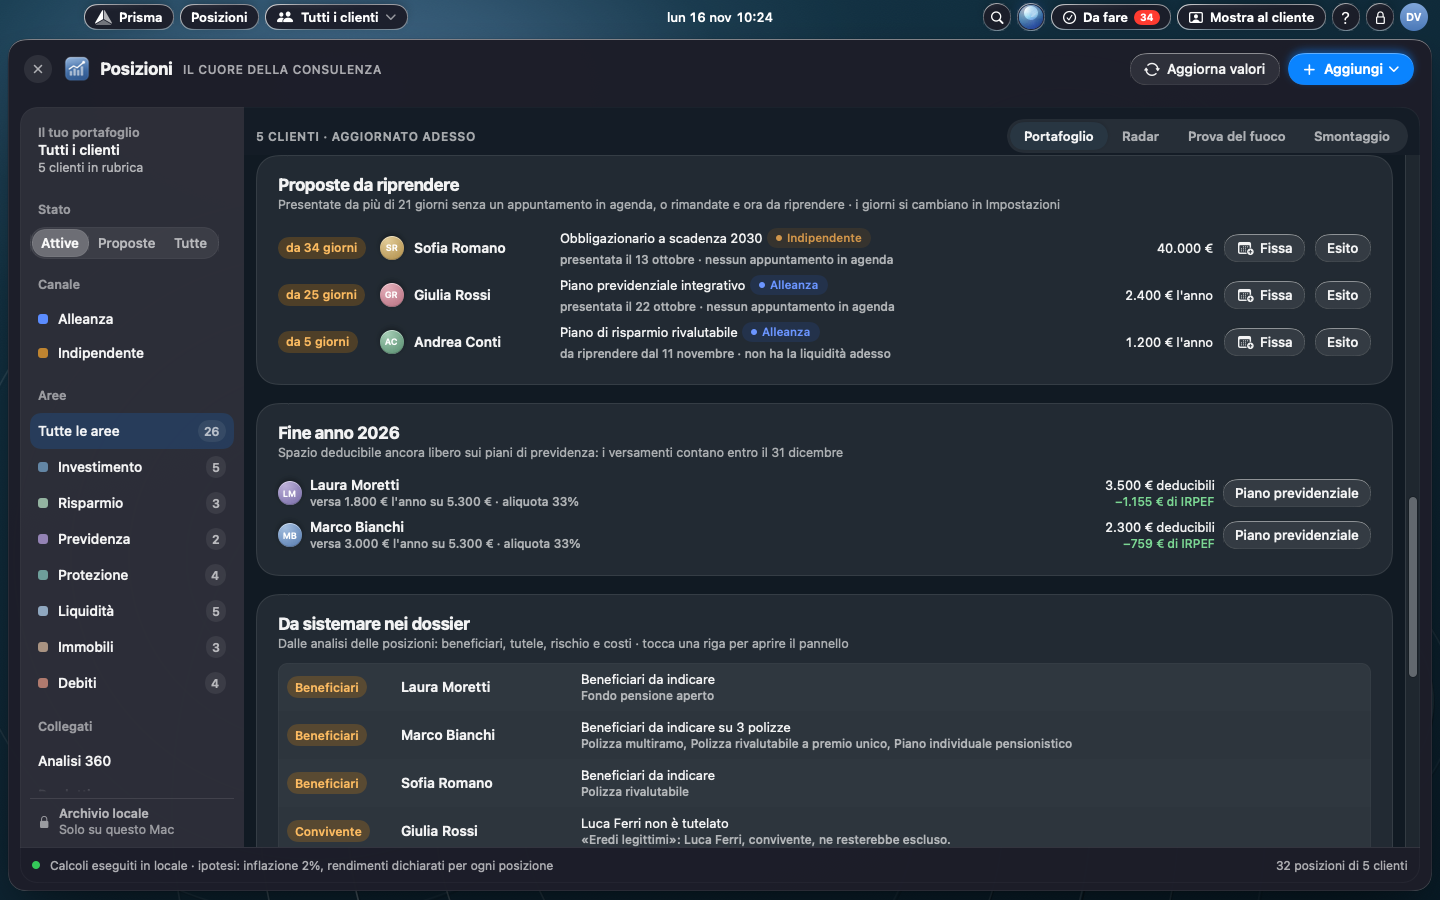 Prisma
Posizioni
Tutti i clienti
lun 16 nov 10:24
Da fare 34
Mostra al cliente
?
DV
Posizioni IL CUORE DELLA CONSULENZA
Aggiorna valori
+ Aggiungi
Il tuo portafoglio
Tutti i clienti
5 clienti in rubrica
Stato
Attive Proposte Tutte
Canale
Alleanza
Indipendente
Aree
Tutte le aree 26
Investimento 5
Risparmio 3
Previdenza 2
Protezione 4
Liquidità 5
Immobili 3
Debiti 4
Collegati
Analisi 360
Archivio locale
Solo su questo Mac
5 CLIENTI · AGGIORNATO ADESSO
Portafoglio Radar Prova del fuoco Smontaggio
Proposte da riprendere
Presentate da più di 21 giorni senza un appuntamento in agenda, o rimandate e ora da riprendere · i giorni si cambiano in Impostazioni
da 34 giorni SR Sofia Romano Obbligazionario a scadenza 2030 Indipendente 40.000 € Fissa Esito
presentata il 13 ottobre · nessun appuntamento in agenda
da 25 giorni GR Giulia Rossi Piano previdenziale integrativo Alleanza 2.400 € l'anno Fissa Esito
presentata il 22 ottobre · nessun appuntamento in agenda
da 5 giorni AC Andrea Conti Piano di risparmio rivalutabile Alleanza 1.200 € l'anno Fissa Esito
da riprendere dal 11 novembre · non ha la liquidità adesso
Fine anno 2026
Spazio deducibile ancora libero sui piani di previdenza: i versamenti contano entro il 31 dicembre
LM Laura Moretti 3.500 € deducibili Piano previdenziale
versa 1.800 € l'anno su 5.300 € · aliquota 33% −1.155 € di IRPEF
MB Marco Bianchi 2.300 € deducibili Piano previdenziale
versa 3.000 € l'anno su 5.300 € · aliquota 33% −759 € di IRPEF
Da sistemare nei dossier
Dalle analisi delle posizioni: beneficiari, tutele, rischio e costi · tocca una riga per aprire il pannello
Beneficiari Laura Moretti Beneficiari da indicare
Fondo pensione aperto
Beneficiari Marco Bianchi Beneficiari da indicare su 3 polizze
Polizza multiramo, Polizza rivalutabile a premio unico, Piano individuale pensionistico
Beneficiari Sofia Romano Beneficiari da indicare
Polizza rivalutabile
Convivente Giulia Rossi Luca Ferri non è tutelato
«Eredi legittimi»: Luca Ferri, convivente, ne resterebbe escluso.
Calcoli eseguiti in locale · ipotesi: inflazione 2%, rendimenti dichiarati per ogni posizione
32 posizioni di 5 clienti